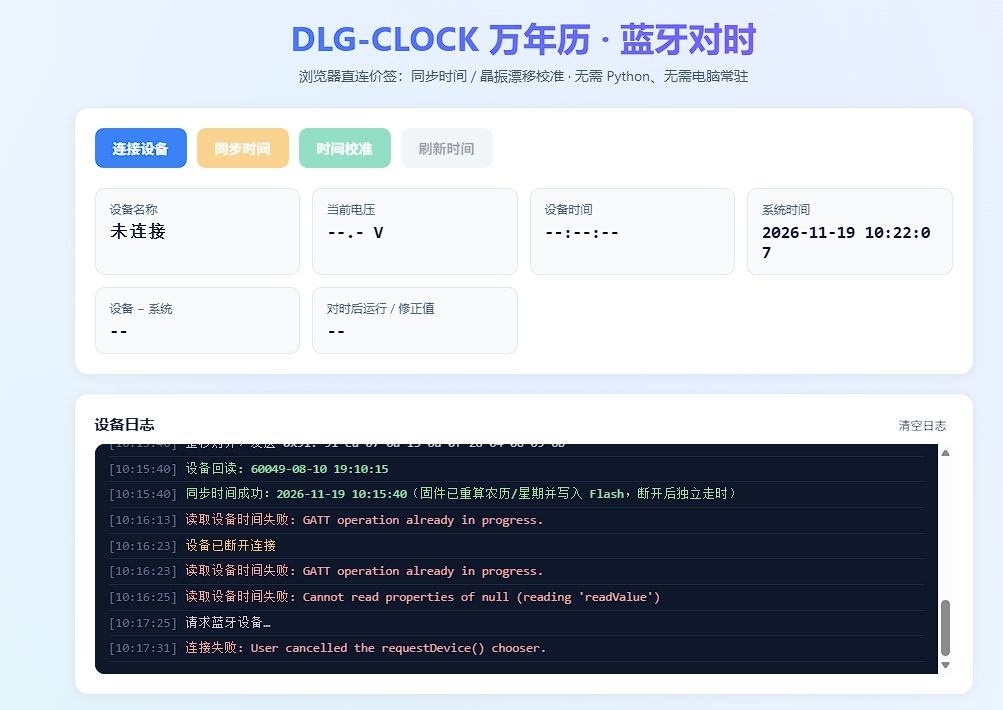 DLG-CLOCK 万年历 · 蓝牙对时
浏览器直连价签：同步时间 / 晶振漂移校准 · 无需 Python、无需电脑常驻
连接设备
同步时间
时间校准
刷新时间
设备名称
未连接
当前电压
--.- V
设备时间
--:--:--
系统时间
2026-11-19 10:22:0
7
设备 − 系统
--
对时后运行 / 修正值
--
设备日志
清空日志
[10:15:40] 设备回读: 60049-08-10 19:10:15
[10:15:40] 同步时间成功: 2026-11-19 10:15:40（固件已重算农历/星期并写入 Flash，断开后独立走时）
[10:16:13] 读取设备时间失败: GATT operation already in progress.
[10:16:23] 设备已断开连接
[10:16:23] 读取设备时间失败: GATT operation already in progress.
[10:16:25] 读取设备时间失败: Cannot read properties of null (reading 'readValue')
[10:17:25] 请求蓝牙设备…
[10:17:31] 连接失败: User cancelled the requestDevice() chooser.